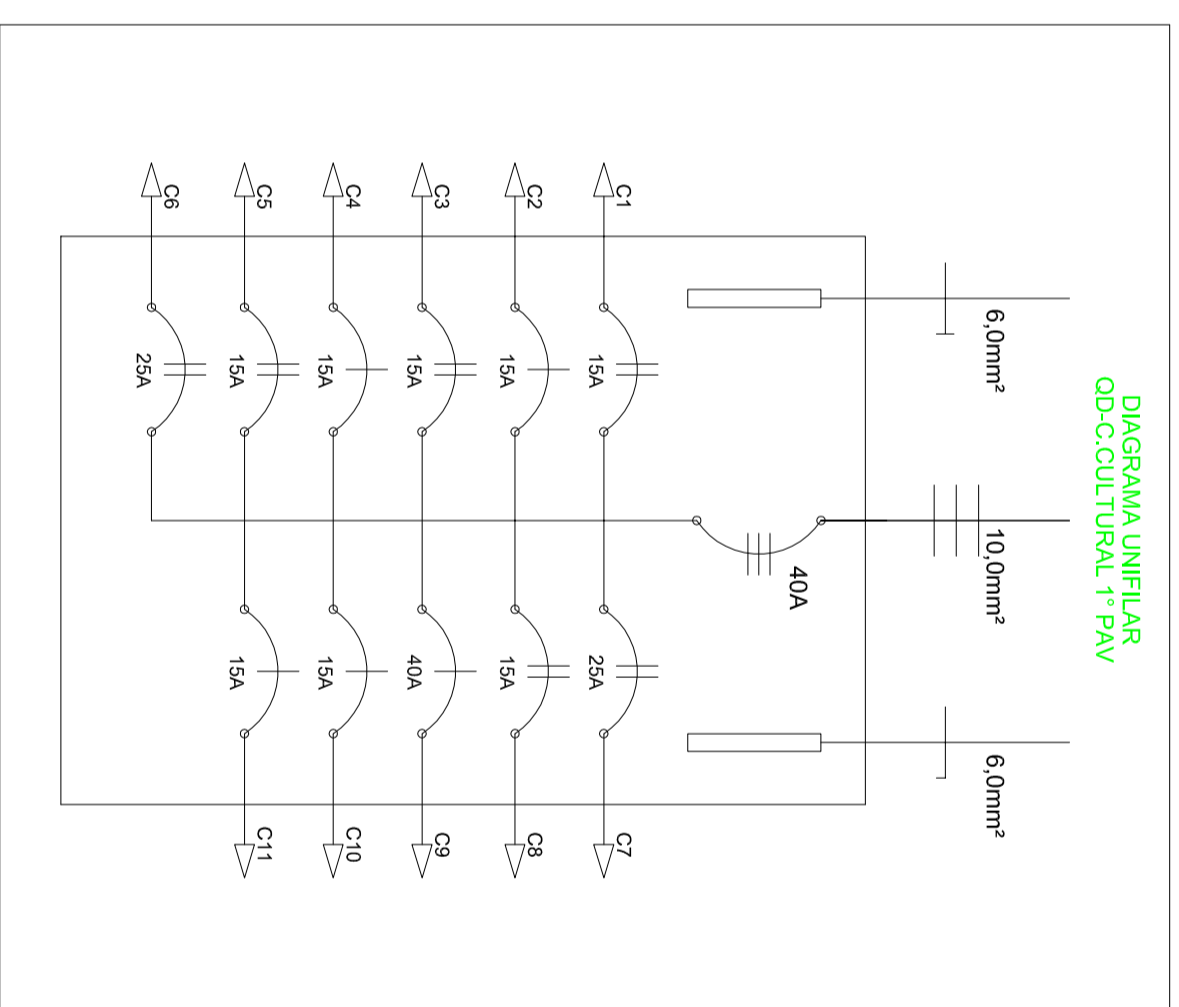 DIAGRAMA UNIFILAR
QD-C.CULTURAL 1° PAV
6,0mm²
10,0mm²
6,0mm²
40A
C1
15A
25A
C7
C2
15A
15A
C8
C3
15A
40A
C9
C4
15A
15A
C10
C5
15A
15A
C11
C6
25A